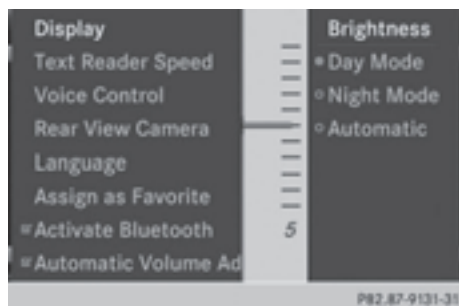 Display
Text Reader Speed
Voice Control
Rear View Camera
Language
Assign as Favorite
Activate Bluetooth
Automatic Volume Ad
5
Brightness
Day Mode
Night Mode
Automatic
P82.87-9131-31